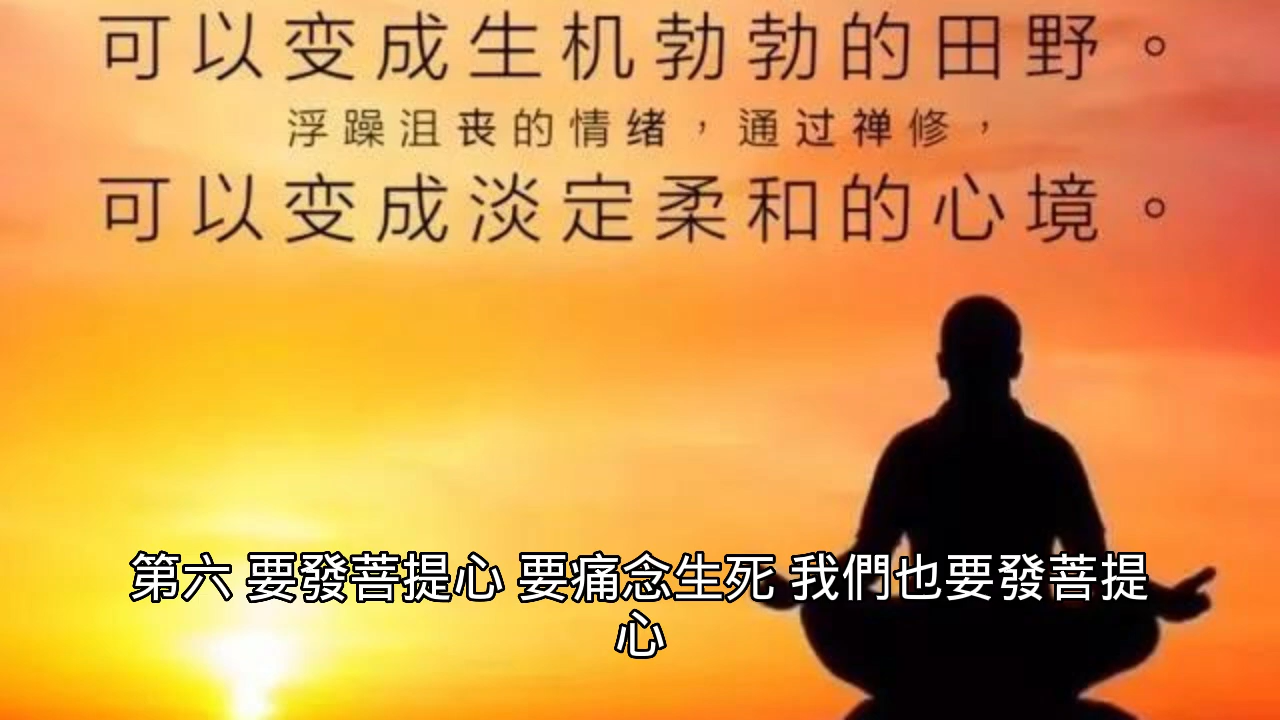 可以变成生机勃勃的田野。
浮躁沮丧的情绪，通过禅修，
可以变成淡定柔和的心境。
第六 要發菩提心 要痛念生死 我們也要發菩提
心